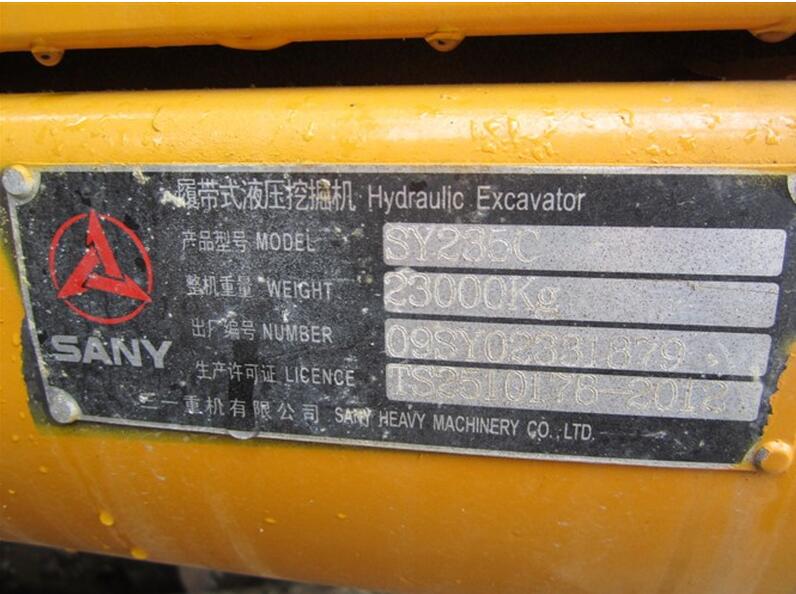 履带式液压挖掘机 Hydraulic Excavator
产品型号 MODEL SY235C
整机重量 WEIGHT 23000Kg
出厂编号 NUMBER 09SY02331879
生产许可证 LICENCE TS2510176-2012
SANY
三一重机有限公司 SANY HEAVY MACHINERY CO.,LTD.